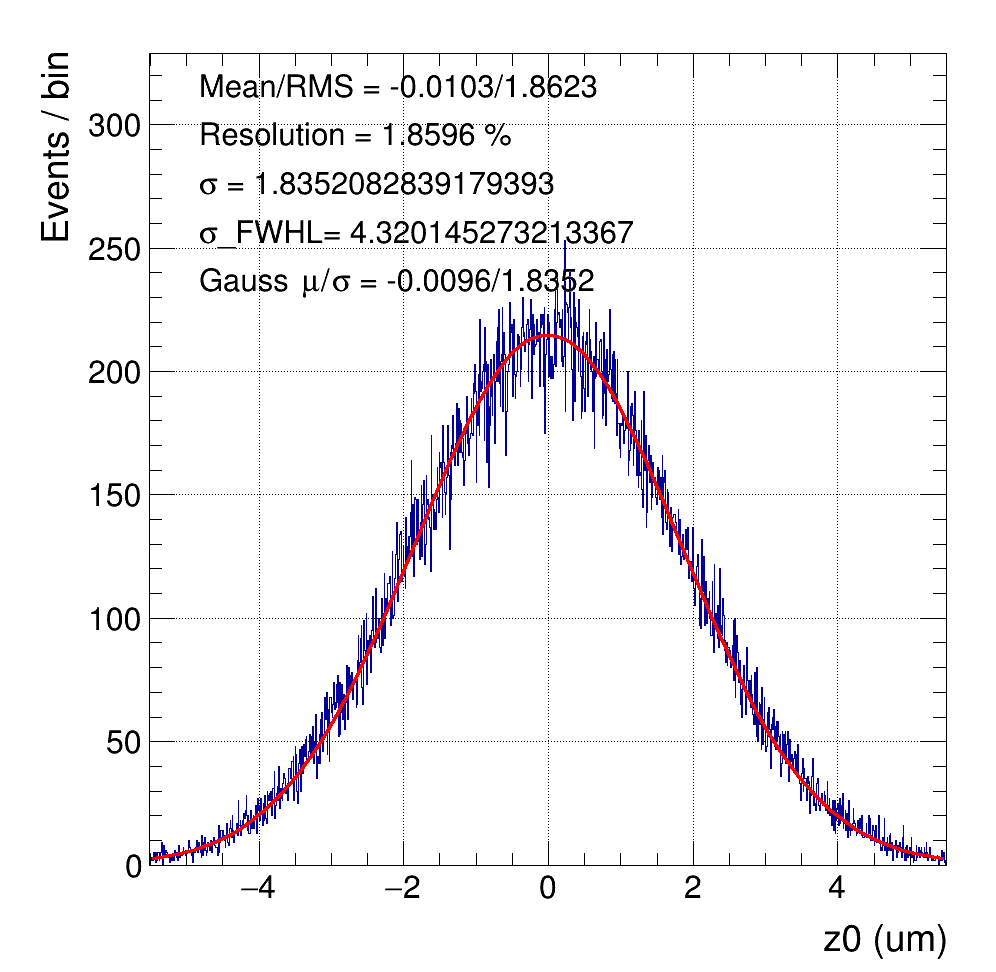 Events / bin
Mean/RMS = -0.0103/1.8623
Resolution = 1.8596 %
σ = 1.8352082839179393
σ_FWHL= 4.320145273213367
Gauss μ/σ = -0.0096/1.8352
300
250
200
150
100
50
0
−4 −2 0 2 4
z0 (um)